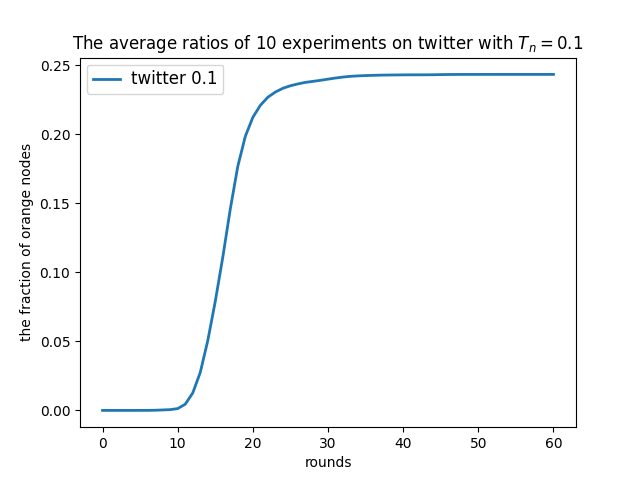 The average ratios of 10 experiments on twitter with $T_n = 0.1$
twitter 0.1
the fraction of orange nodes
0.25
0.20
0.15
0.10
0.05
0.00
0 10 20 30 40 50 60
rounds